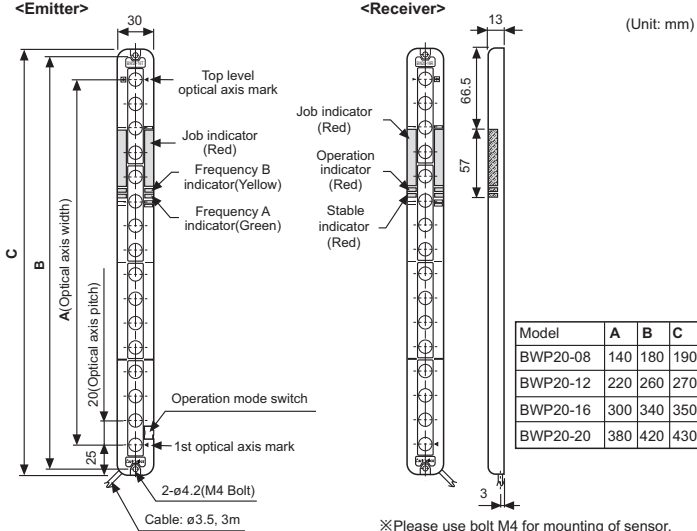 <Emitter>
30
Top level
optical axis mark
Job indicator
(Red)
Frequency B
indicator(Yellow)
Frequency A
indicator(Green)
C
B
A(Optical axis width)
20(Optical axis pitch)
25
Operation mode switch
1st optical axis mark
2-ø4.2(M4 Bolt)
Cable: ø3.5, 3m
<Receiver>
13
(Unit: mm)
66.5
57
Job indicator
(Red)
Operation
indicator
(Red)
Stable
indicator
(Red)
3
Model A B C
BWP20-08 140 180 190
BWP20-12 220 260 270
BWP20-16 300 340 350
BWP20-20 380 420 430
※Please use bolt M4 for mounting of sensor.